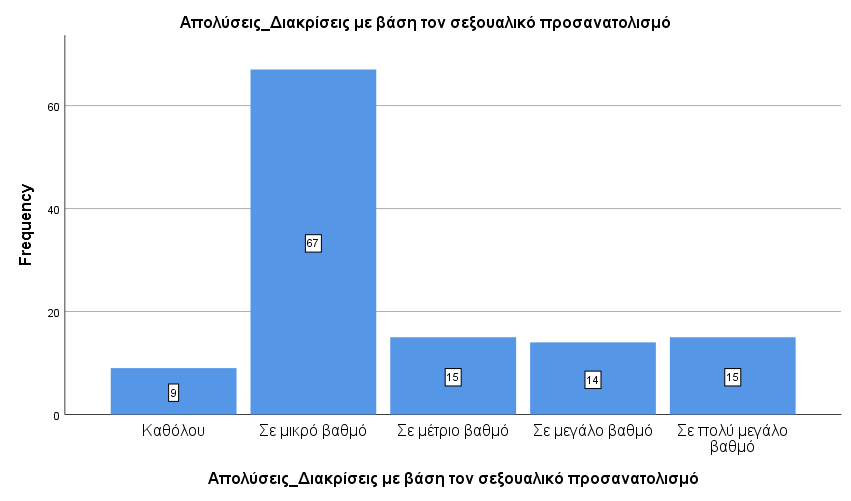 Απολύσεις_Διακρίσεις με βάση τον σεξουαλικό προσανατολισμό
Frequency
60
40
20
0
9
67
15
14
15
Καθόλου
Σε μικρό βαθμό
Σε μέτριο βαθμό
Σε μεγάλο βαθμό
Σε πολύ μεγάλο
βαθμό
Απολύσεις_Διακρίσεις με βάση τον σεξουαλικό προσανατολισμό